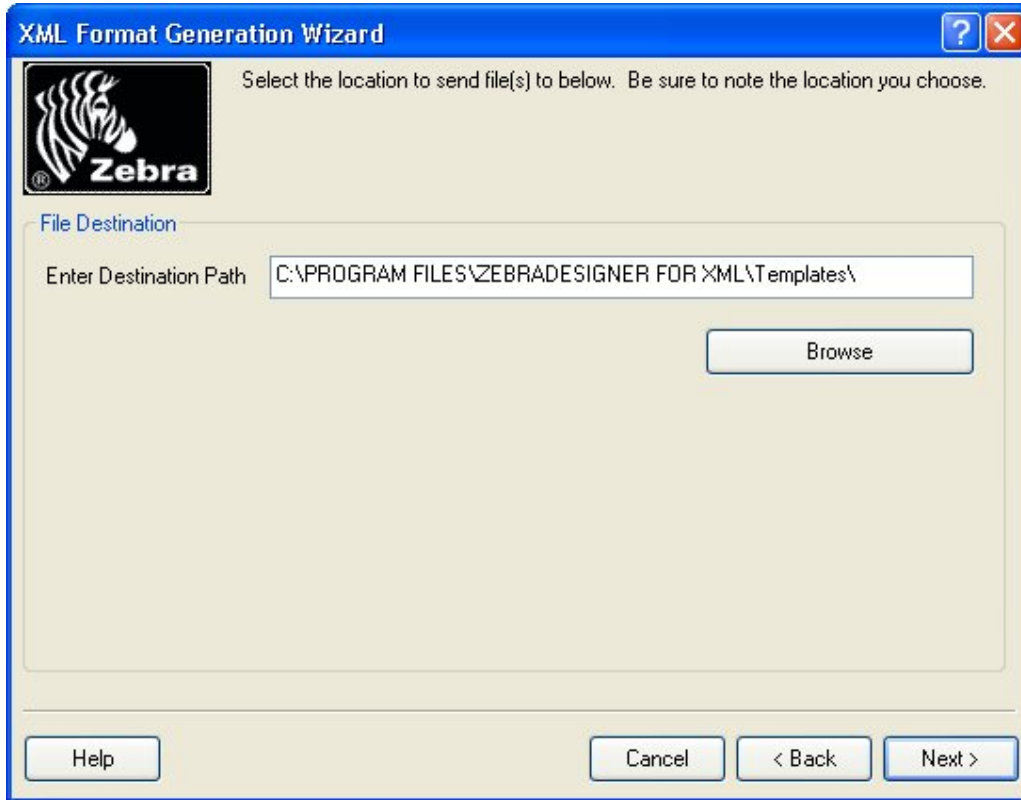 XML Format Generation Wizard
?
Select the location to send file(s) to below. Be sure to note the location you choose.
® Zebra
File Destination
Enter Destination Path C:\PROGRAM FILES\ZEBRADESIGNER FOR XML\Templates\
Browse
Help Cancel < Back Next >